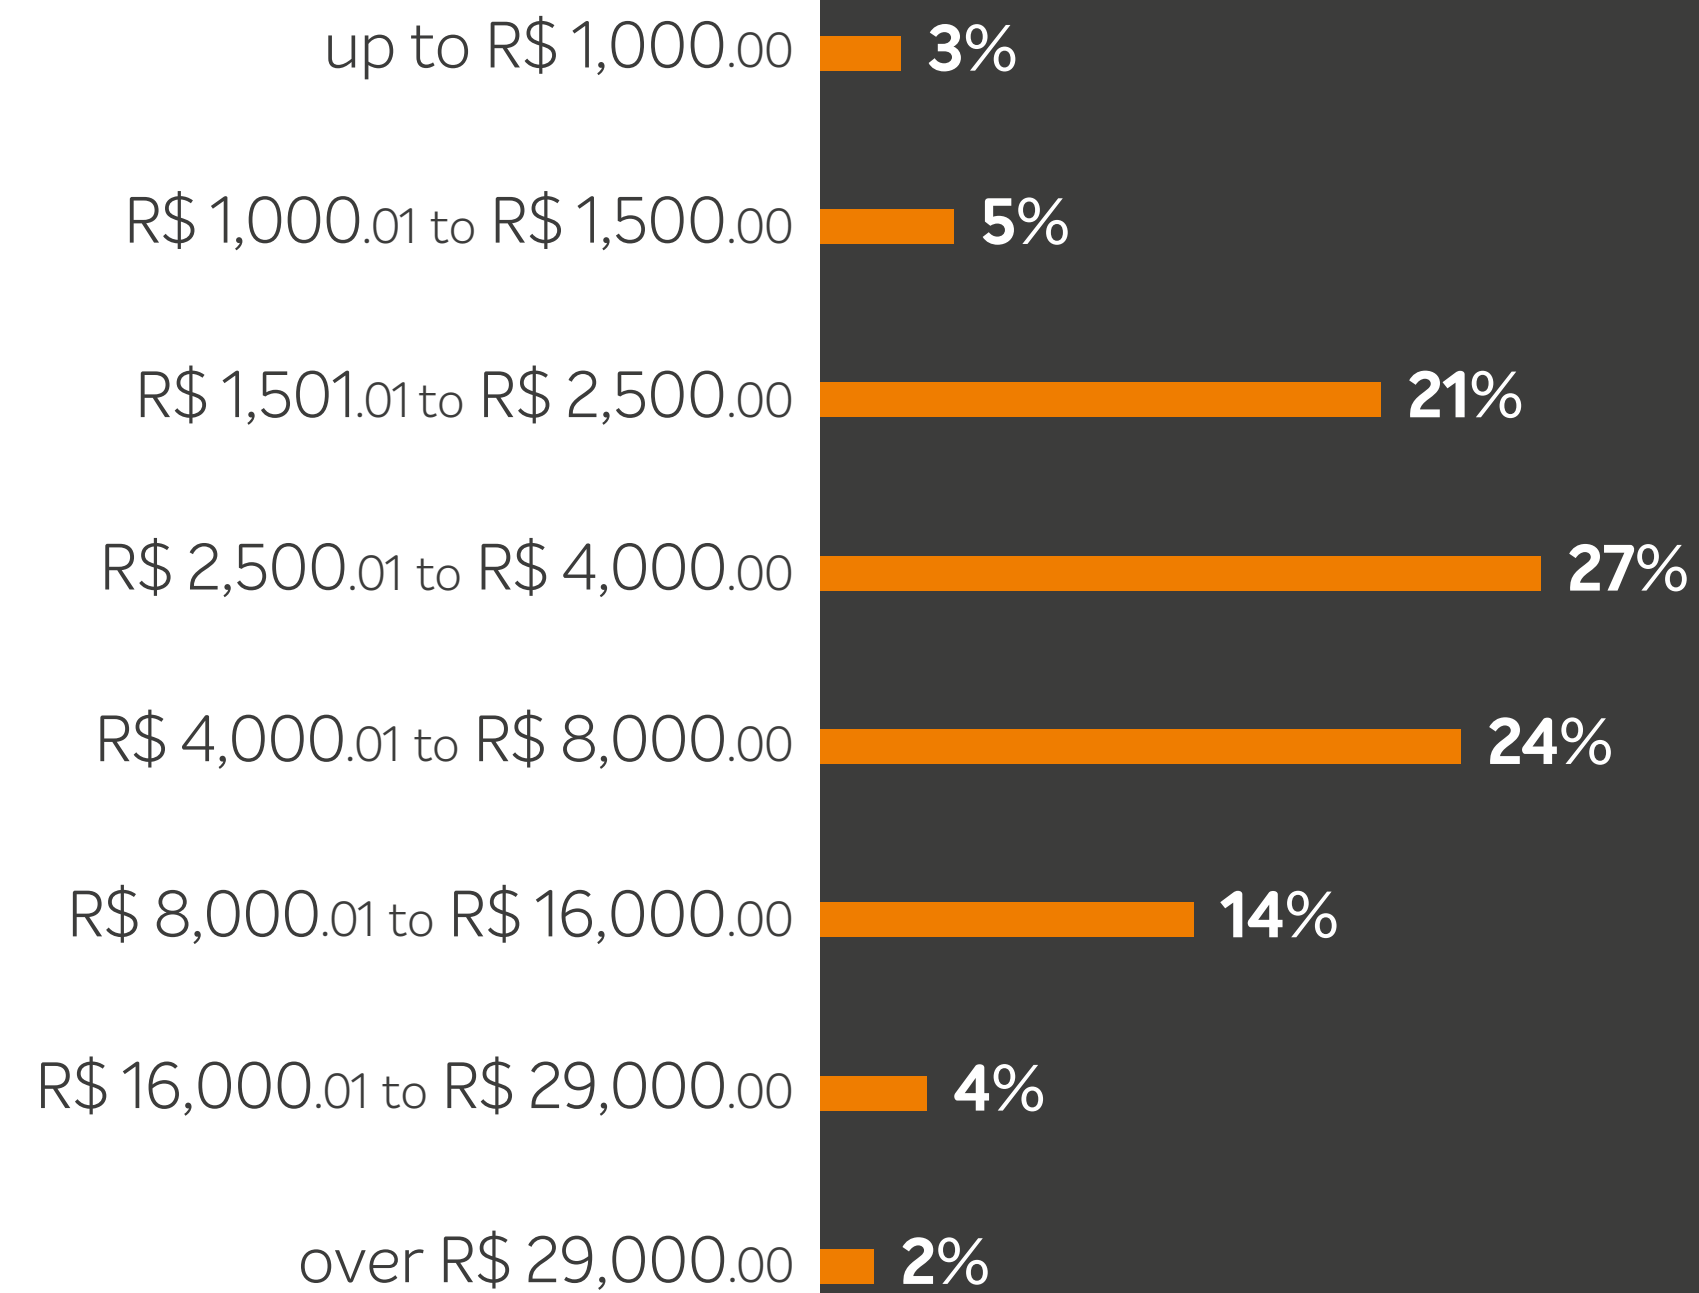 up to R$ 1,000.00 3%
R$ 1,000.01 to R$ 1,500.00 5%
R$ 1,501.01 to R$ 2,500.00 21%
R$ 2,500.01 to R$ 4,000.00 27%
R$ 4,000.01 to R$ 8,000.00 24%
R$ 8,000.01 to R$ 16,000.00 14%
R$ 16,000.01 to R$ 29,000.00 4%
over R$ 29,000.00 2%